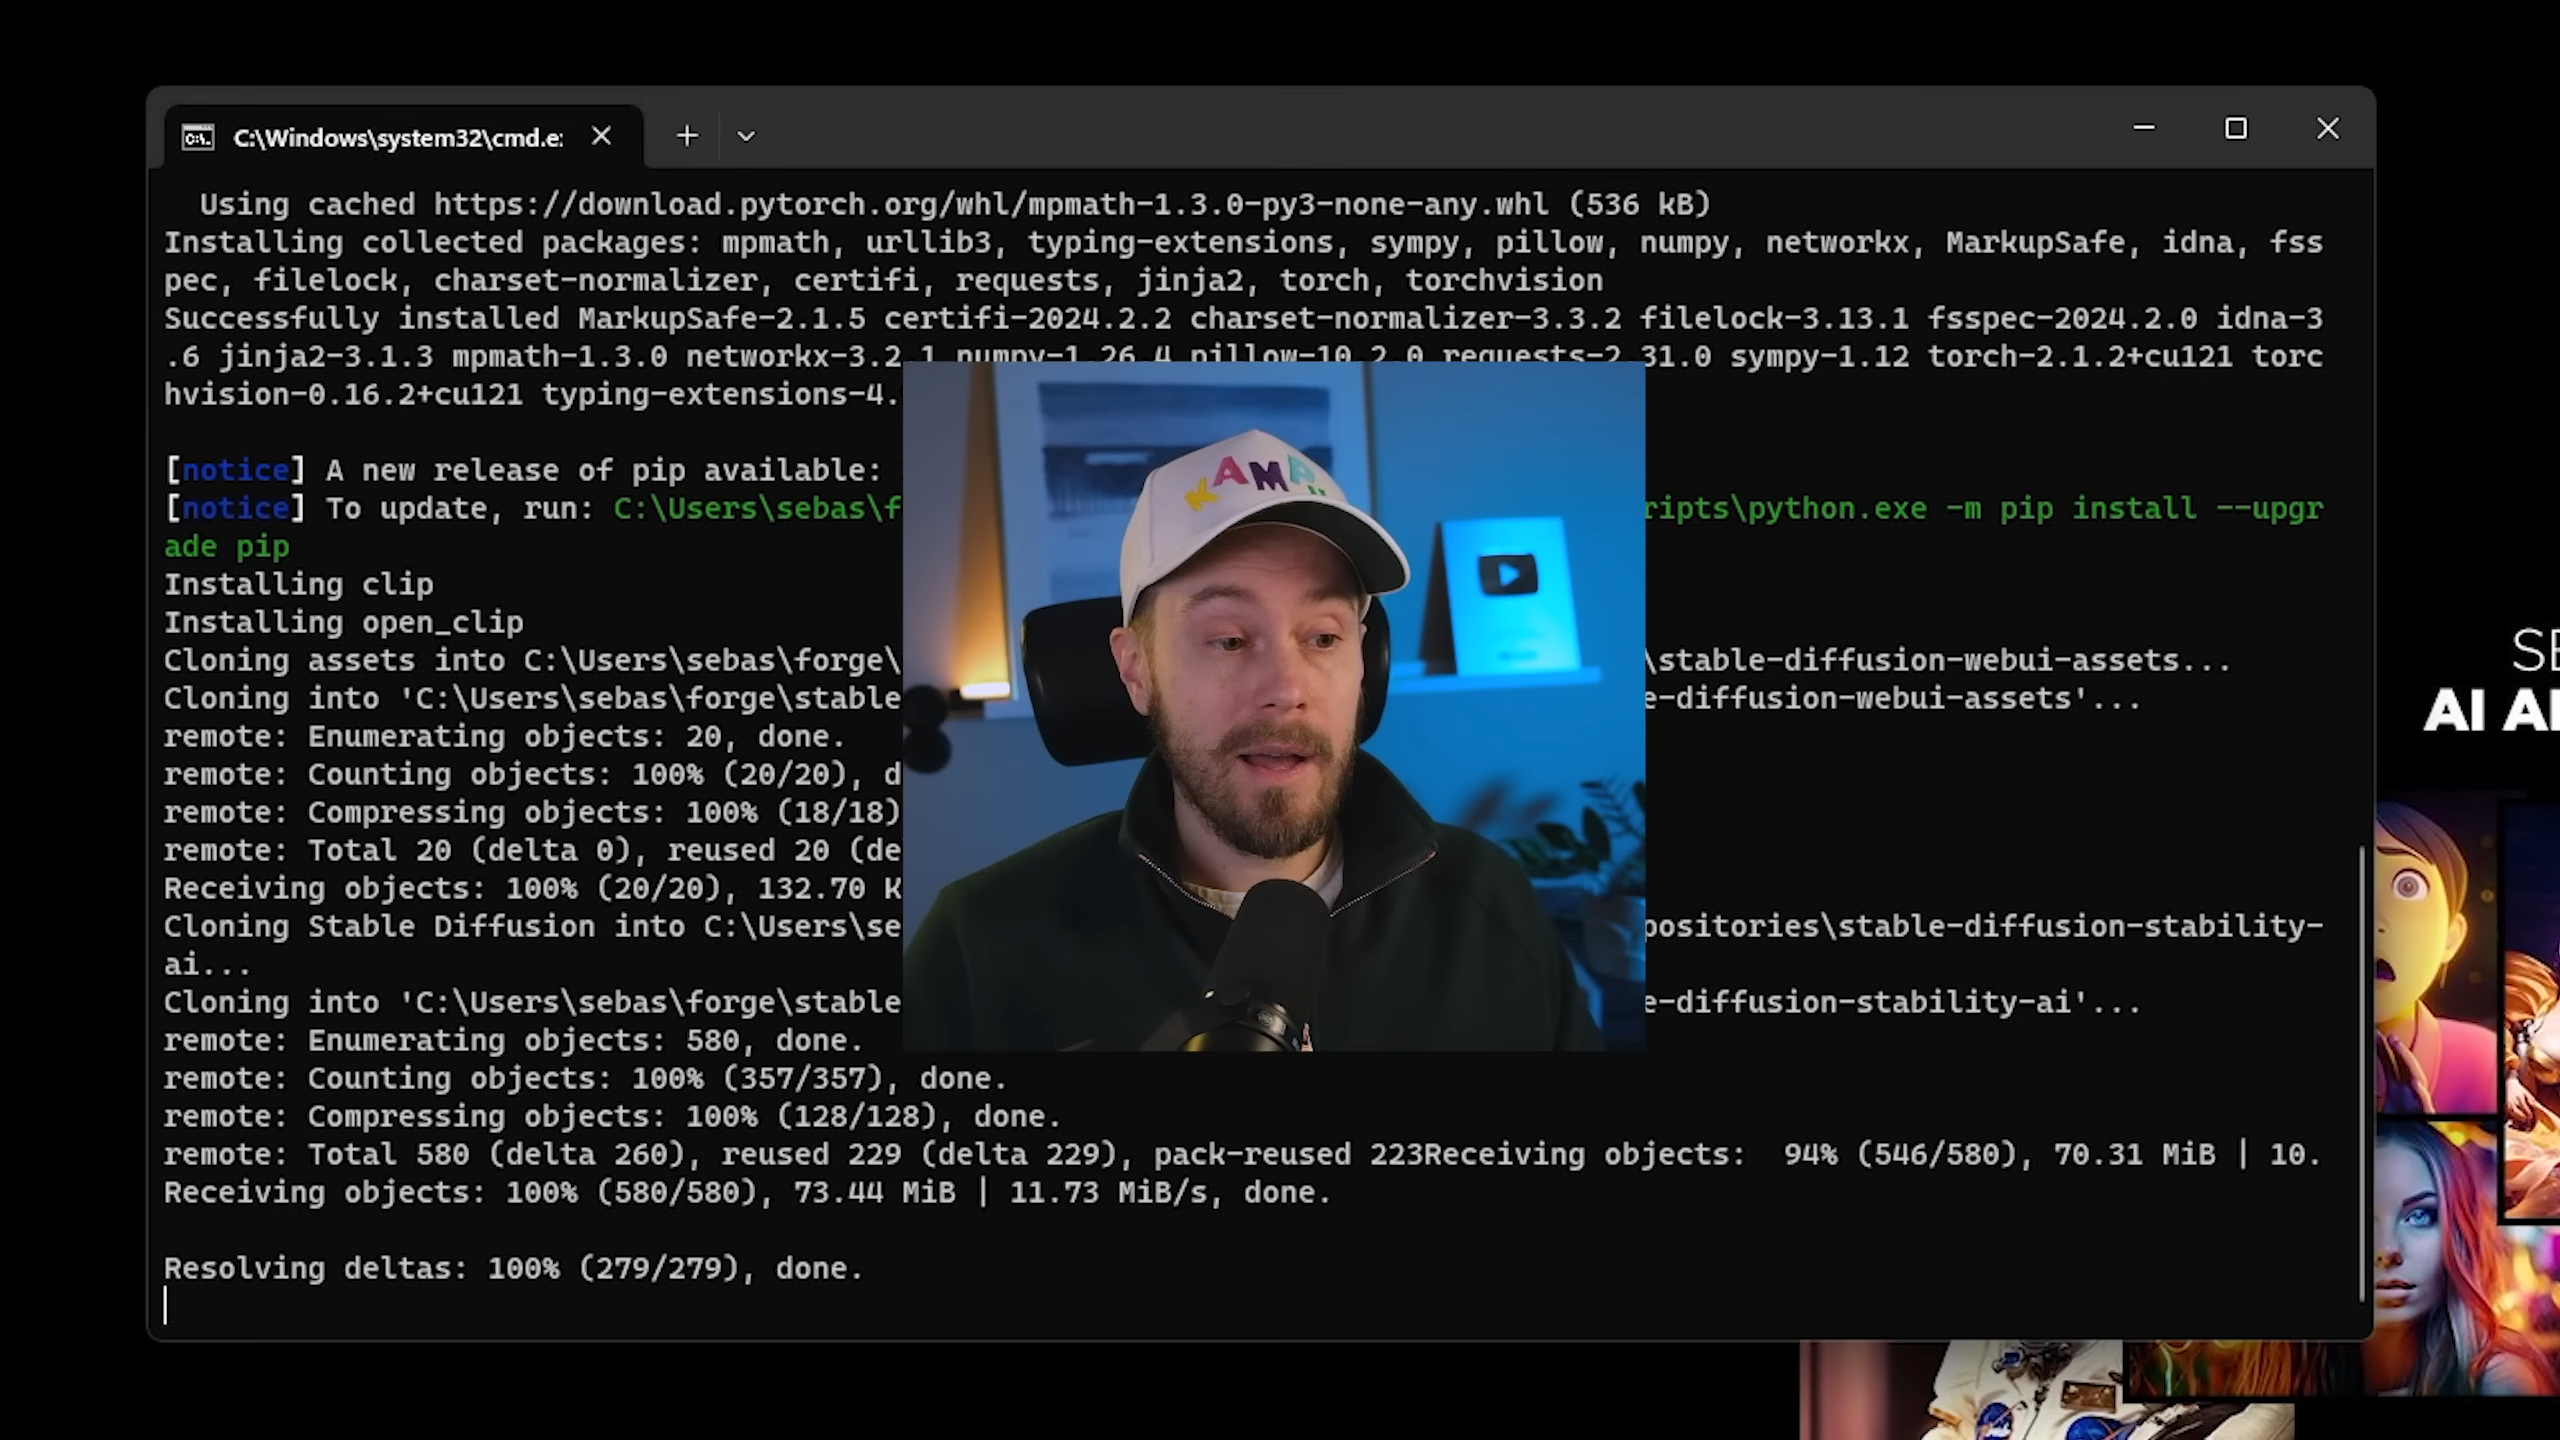 C:\Windows\system32\cmd.e
Using cached https://download.pytorch.org/whl/mpmath-1.3.0-py3-none-any.whl (536 kB)
Installing collected packages: mpmath, urllib3, typing-extensions, sympy, pillow, numpy, networkx, MarkupSafe, idna, fss
pec, filelock, charset-normalizer, certifi, requests, jinja2, torch, torchvision
Successfully installed MarkupSafe-2.1.5 certifi-2024.2.2 charset-normalizer-3.3.2 filelock-3.13.1 fsspec-2024.2.0 idna-3
.6 jinja2-3.1.3 mpmath-1.3.0 networkx-3.2.1 numpy-1.26.4 pillow-10.2.0 requests-2.31.0 sympy-1.12 torch-2.1.2+cu121 torc
hvision-0.16.2+cu121 typing-extensions-4.
[notice] A new release of pip available:
[notice] To update, run: C:\Users\sebas\f ripts\python.exe -m pip install --upgr
ade pip
Installing clip
Installing open_clip
Cloning assets into C:\Users\sebas\forge\ \stable-diffusion-webui-assets...
Cloning into 'C:\Users\sebas\forge\stable e-diffusion-webui-assets'...
remote: Enumerating objects: 20, done.
remote: Counting objects: 100% (20/20), d
remote: Compressing objects: 100% (18/18)
remote: Total 20 (delta 0), reused 20 (de
Receiving objects: 100% (20/20), 132.70 K
Cloning Stable Diffusion into C:\Users\se positories\stable-diffusion-stability-
ai...
Cloning into 'C:\Users\sebas\forge\stable e-diffusion-stability-ai'...
remote: Enumerating objects: 580, done.
remote: Counting objects: 100% (357/357), done.
remote: Compressing objects: 100% (128/128), done.
remote: Total 580 (delta 260), reused 229 (delta 229), pack-reused 223Receiving objects:  94% (546/580), 70.31 MiB | 10.
Receiving objects: 100% (580/580), 73.44 MiB | 11.73 MiB/s, done.
Resolving deltas: 100% (279/279), done.
KAMP
SE
AI A